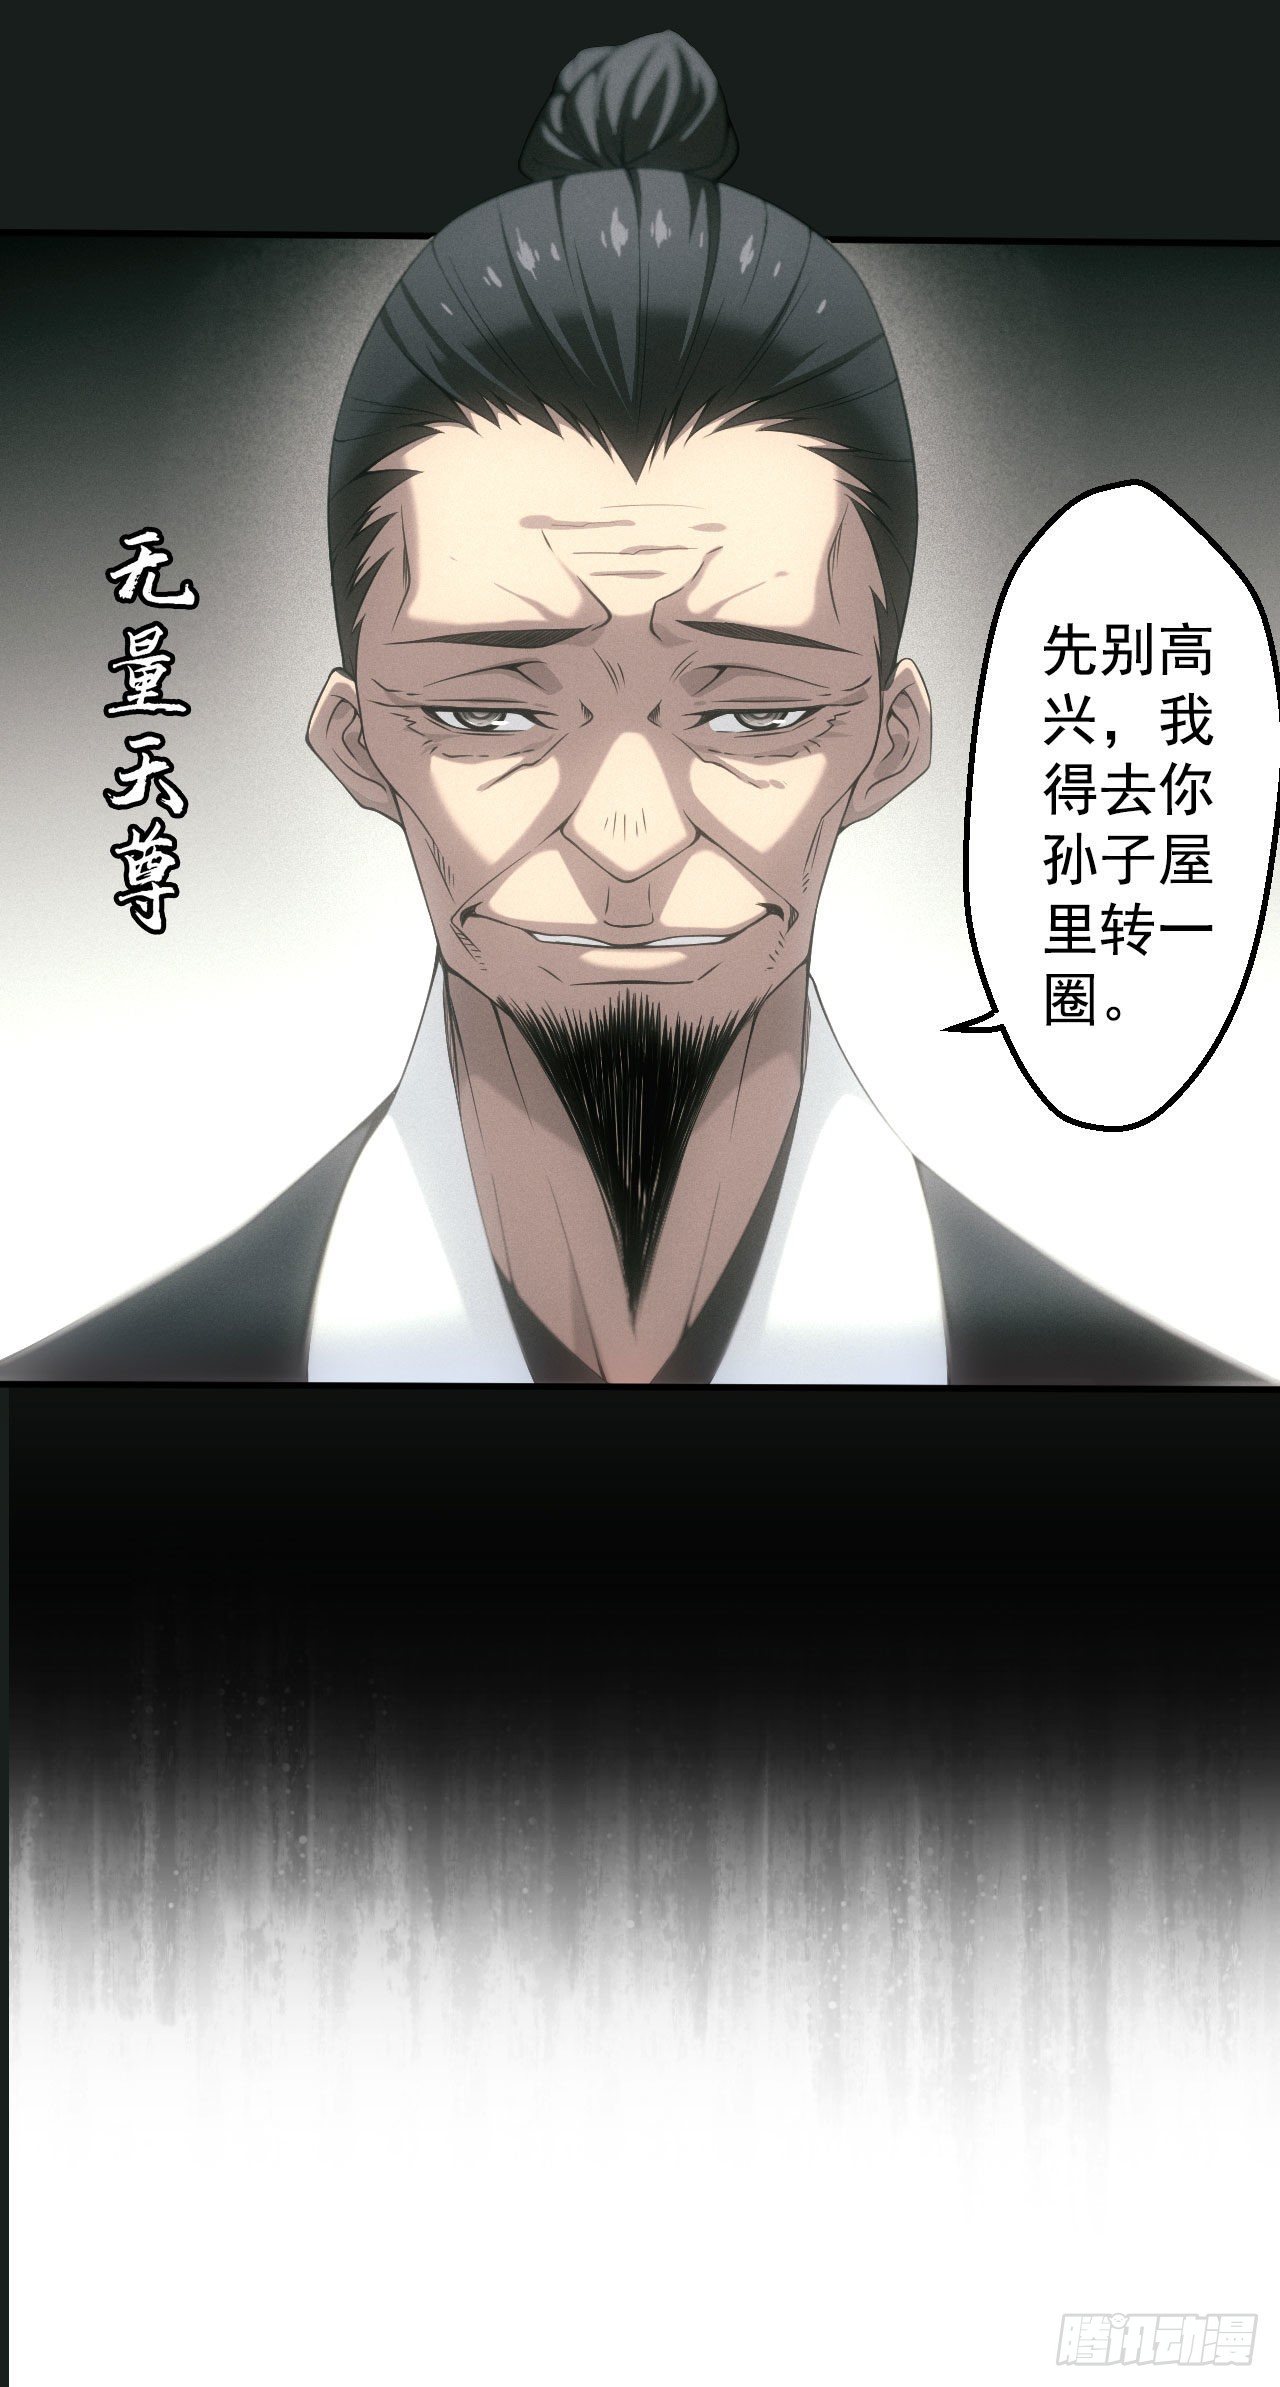 无量天尊
先别高
兴，我
得去你
孙子屋
里转一
圈。
腾讯动漫